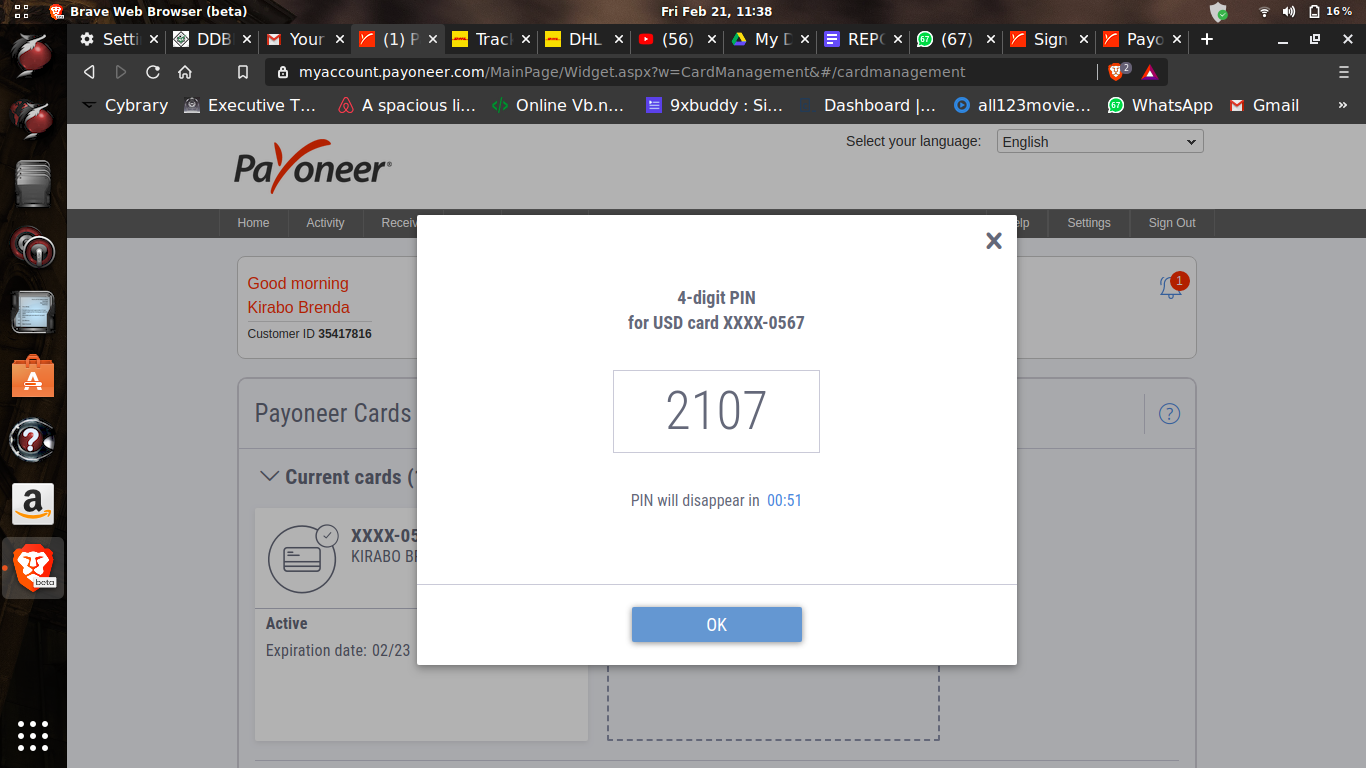 Brave Web Browser (beta)
Fri Feb 21, 11:38
16 %
Setti
DDB
Your
(1) P
Trac
DHL
(56)
My D
REPO
(67)
Sign
Payo
myaccount.payoneer.com/MainPage/Widget.aspx?w=CardManagement&#/cardmanagement
2
Cybrary
Executive T...
A spacious li...
Online Vb.n...
9xbuddy : Si...
Dashboard |...
all123movie...
67
WhatsApp
Gmail
»
Payoneer®
Select your language:
English
Home
Activity
Receiv
elp
Settings
Sign Out
Good morning
Kirabo Brenda
Customer ID 35417816
1
4-digit PIN
for USD card XXXX-0567
2107
PIN will disappear in 00:51
OK
Payoneer Cards
?
Current cards (
XXXX-05
KIRABO B
Active
Expiration date: 02/23
beta